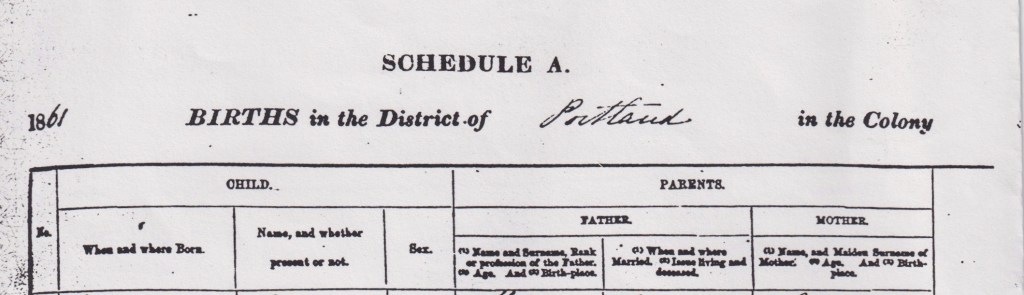 SCHEDULE A.
1861 BIRTHS in the District of Portland in the Colony
CHILD.
PARENTS.
No.
When and where Born.
Name, and whether
present or not.
Sex.
FATHER.
MOTHER.
(1) Name and Surname, Rank
or profession of the Father.
(2) Age. And (3) Birth-place.
(1) When and where
Married. (2) Issue living and
deceased.
(1) Name, and Maiden Surname of
Mother. (2) Age. And (3) Birth-
place.